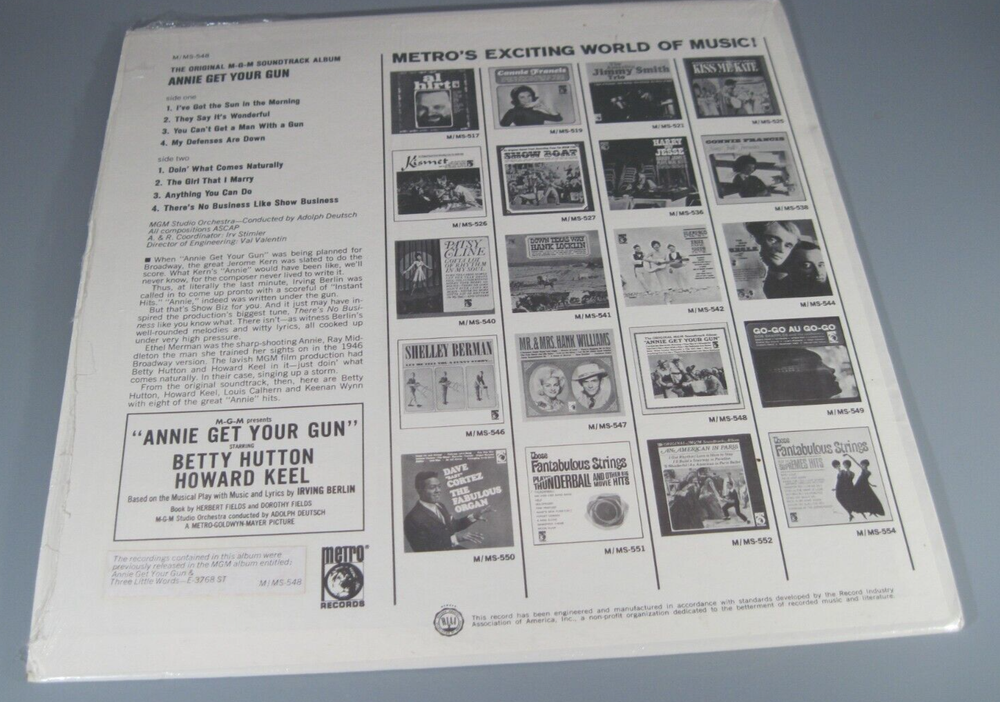 M/MS-548
THE ORIGINAL M-G-M SOUNDTRACK ALBUM
ANNIE GET YOUR GUN
side one
1. I've Got the Sun in the Morning
2. They Say It's Wonderful
3. You Can't Get a Man With a Gun
4. My Defenses Are Down
side two
1. Doin' What Comes Naturally
2. The Girl That I Marry
3. Anything You Can Do
4. There's No Business Like Show Business
MGM Studio Orchestra—Conducted by Adolph Deutsch
All compositions ASCAP
A. & R. Coordinator: Irv Stimler
Director of Engineering: Val Valentin
■ When "Annie Get Your Gun" was being planned for
Broadway, the great Jerome Kern was slated to do the
score. What Kern's "Annie" would have been like, we'll
never know, for the composer never lived to write it.
Thus, at literally the last minute, Irving Berlin was
called in to come up pronto with a scoreful of "Instant
Hits." "Annie," indeed was written under the gun.
But that's Show Biz for you. And it just may have in-
spired the production's biggest tune, There's No Busi-
ness like you know what. There isn't—as witness Berlin's
well-rounded melodies and witty lyrics, all cooked up
under very high pressure.
Ethel Merman was the sharp-shooting Annie, Ray Mid-
dleton the man she trained her sights on in the 1946
Broadway version. The lavish MGM film production had
Betty Hutton and Howard Keel in it—just doin' what
comes naturally. In their case, singing up a storm.
From the original soundtrack, then, here are Betty
Hutton, Howard Keel, Louis Calhern and Keenan Wynn
with eight of the great "Annie" hits.
M-G-M presents
"ANNIE GET YOUR GUN"
STARRING
BETTY HUTTON
HOWARD KEEL
Based on the Musical Play with Music and Lyrics by IRVING BERLIN
Book by HERBERT FIELDS and DOROTHY FIELDS
M-G-M Studio Orchestra conducted by ADOLPH DEUTSCH
A METRO-GOLDWYN-MAYER PICTURE
The recordings contained in this album were
previously released in the MGM album entitled:
Annie Get Your Gun &
Three Little Words—E-3768 ST
M/MS-548
metro
RECORDS
METRO'S EXCITING WORLD OF MUSIC!
al
hirt
Connie Francis
Jimmy Smith
Trio
KISS ME KATE
M/MS-517
M/MS-519
M/MS-521
M/MS-525
Kismet
SHOW BOAT
HARRY
JESSE
CONNIE FRANCIS
M/MS-526
M/MS-527
M/MS-536
M/MS-538
PATSY
CLINE
DOWN TEXAS WAY
HANK LOCKLIN
M/MS-540
M/MS-541
M/MS-542
M/MS-544
SHELLEY BERMAN
MR. & MRS. HANK WILLIAMS
"ANNIE GET YOUR GUN"
GO-GO AU GO-GO
M/MS-546
M/MS-547
M/MS-548
M/MS-549
DAVE
CORTEZ
THE
FABULOUS
ORGAN
Those
Fantabulous Strings
PLAY
THUNDERBALL AND OTHER BIG
MOVIE HITS
AN AMERICAN IN PARIS
Those
Fantabulous Strings
SUPREMES HITS
M/MS-550
M/MS-551
M/MS-552
M/MS-554
RIAA
This record has been engineered and manufactured in accordance with standards developed by the Record Industry
Association of America, Inc., a non-profit organization dedicated to the betterment of recorded music and literature.